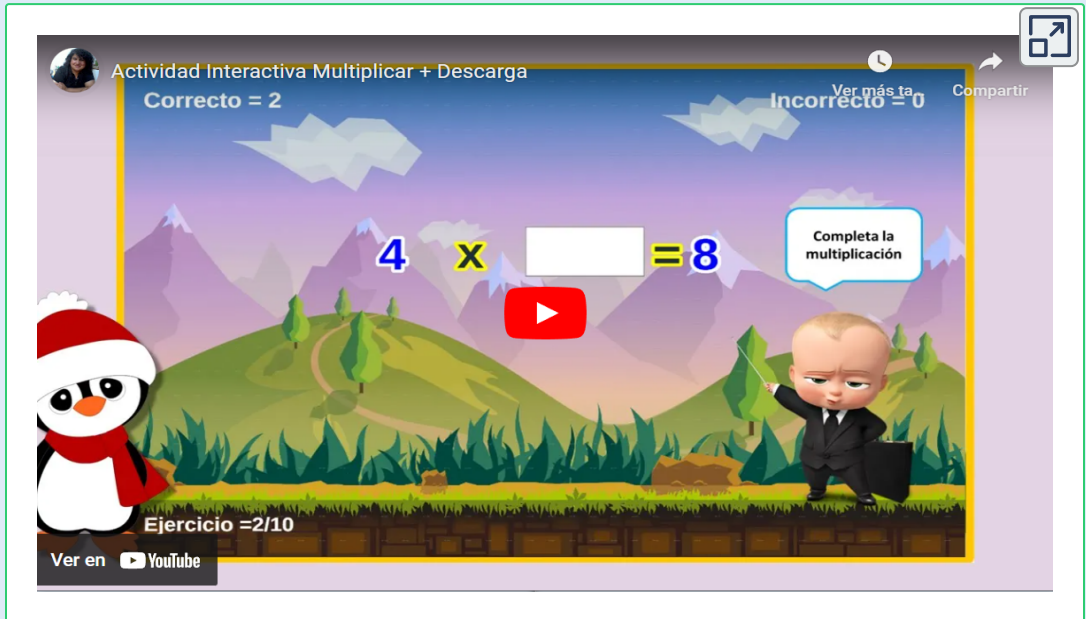 Actividad Interactiva Multiplicar + Descarga
Ver más ta...
Compartir
Correcto = 2
Incorrecto = 0
4 x = 8
Completa la
multiplicación
Ejercicio =2/10
Ver en YouTube